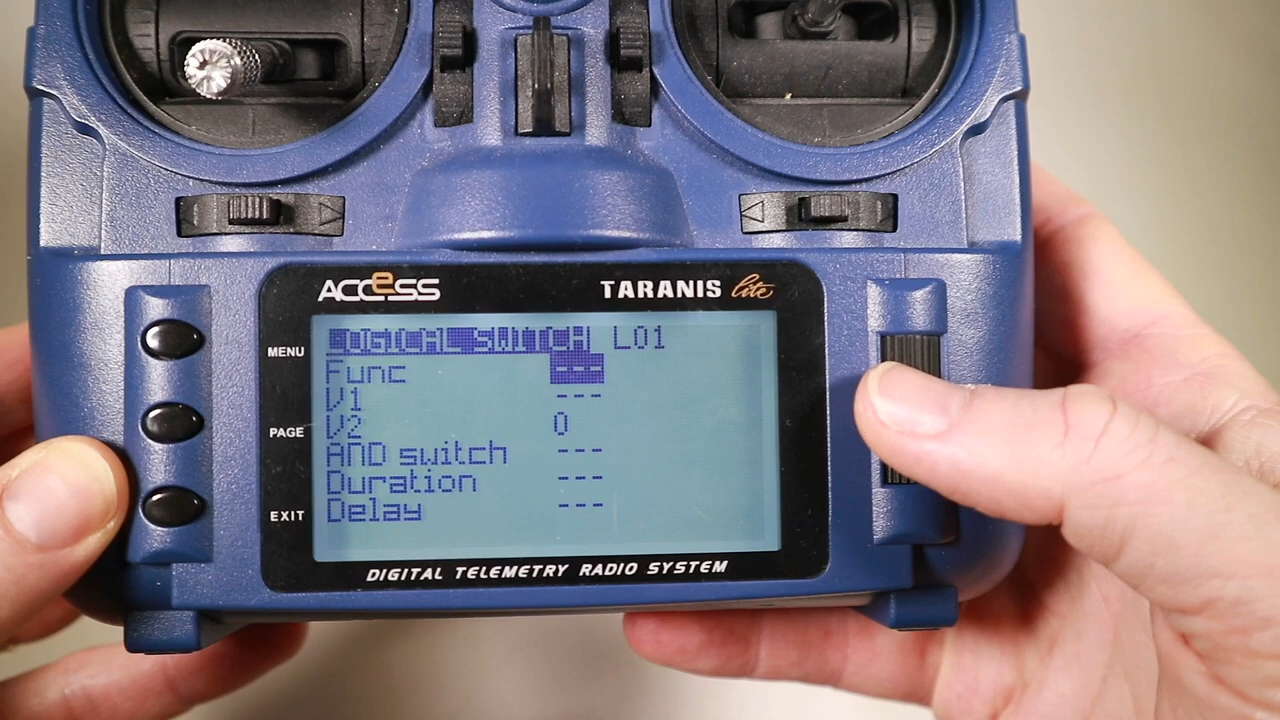 ACCeSS TARANIS lite
LOGICAL SWITCH L01
MENU
Func ---
V1 ---
PAGE
V2 0
AND switch ---
Duration ---
EXIT
Delay ---
DIGITAL TELEMETRY RADIO SYSTEM